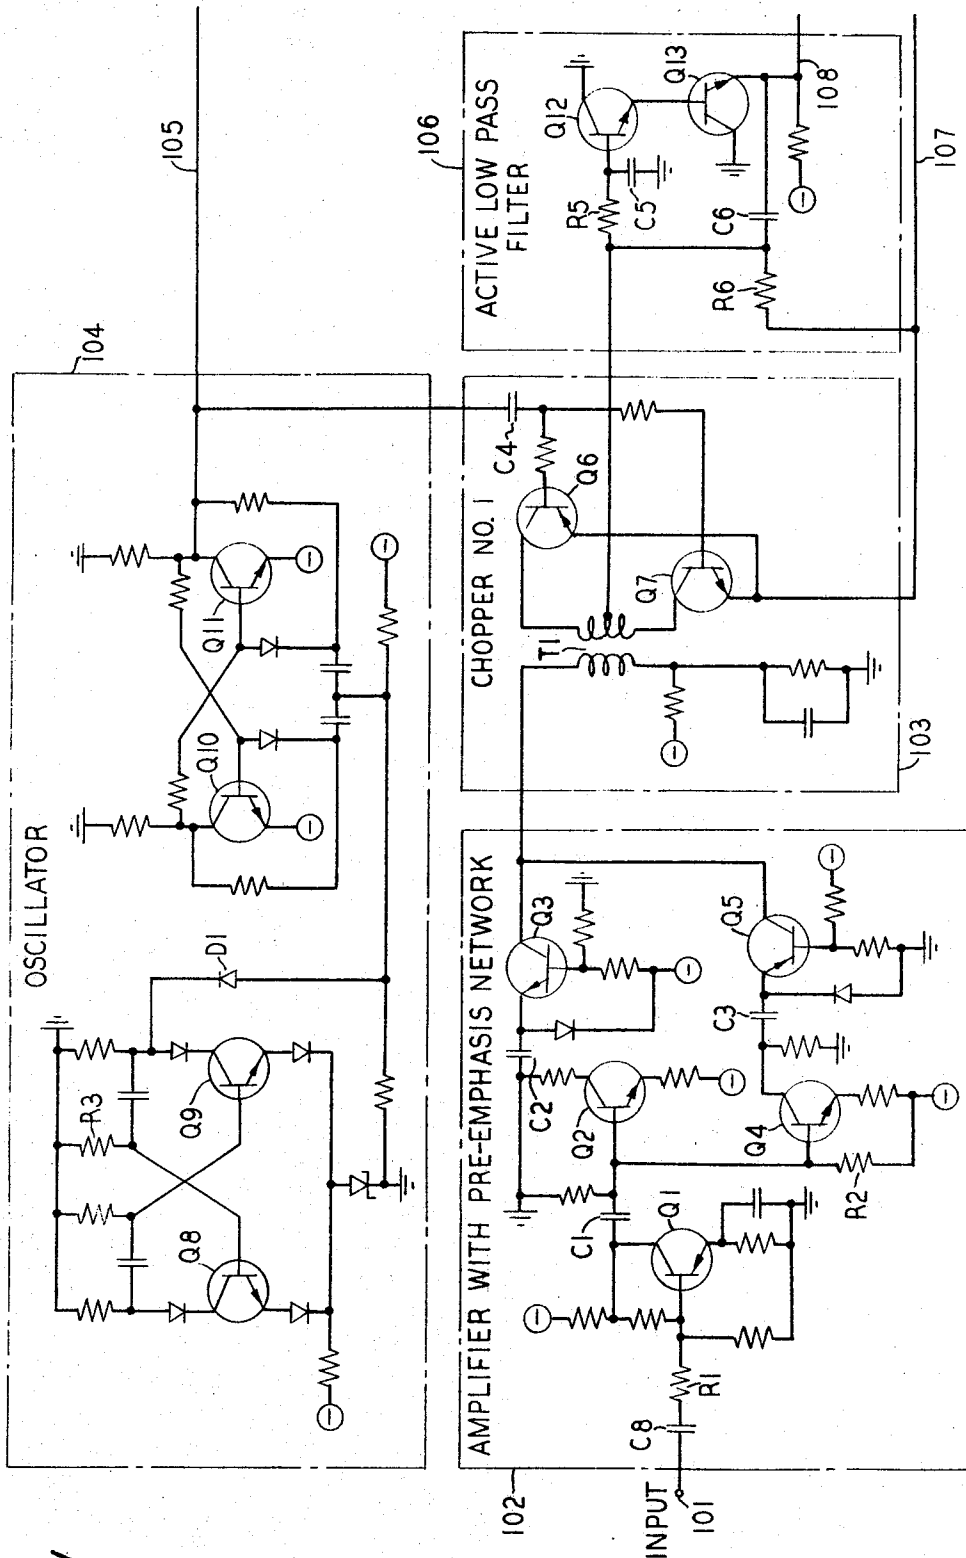 OSCILLATOR
104
105
R3
D1
Q8
Q9
Q10
Q11
AMPLIFIER WITH PRE-EMPHASIS NETWORK
102
INPUT
101
C8
R1
C1
Q1
R2
Q2
C2
Q3
Q4
C3
Q5
CHOPPER NO. 1
103
T1
C4
Q6
Q7
ACTIVE LOW PASS
FILTER
106
R5
C5
Q12
Q13
R6
C6
108
107